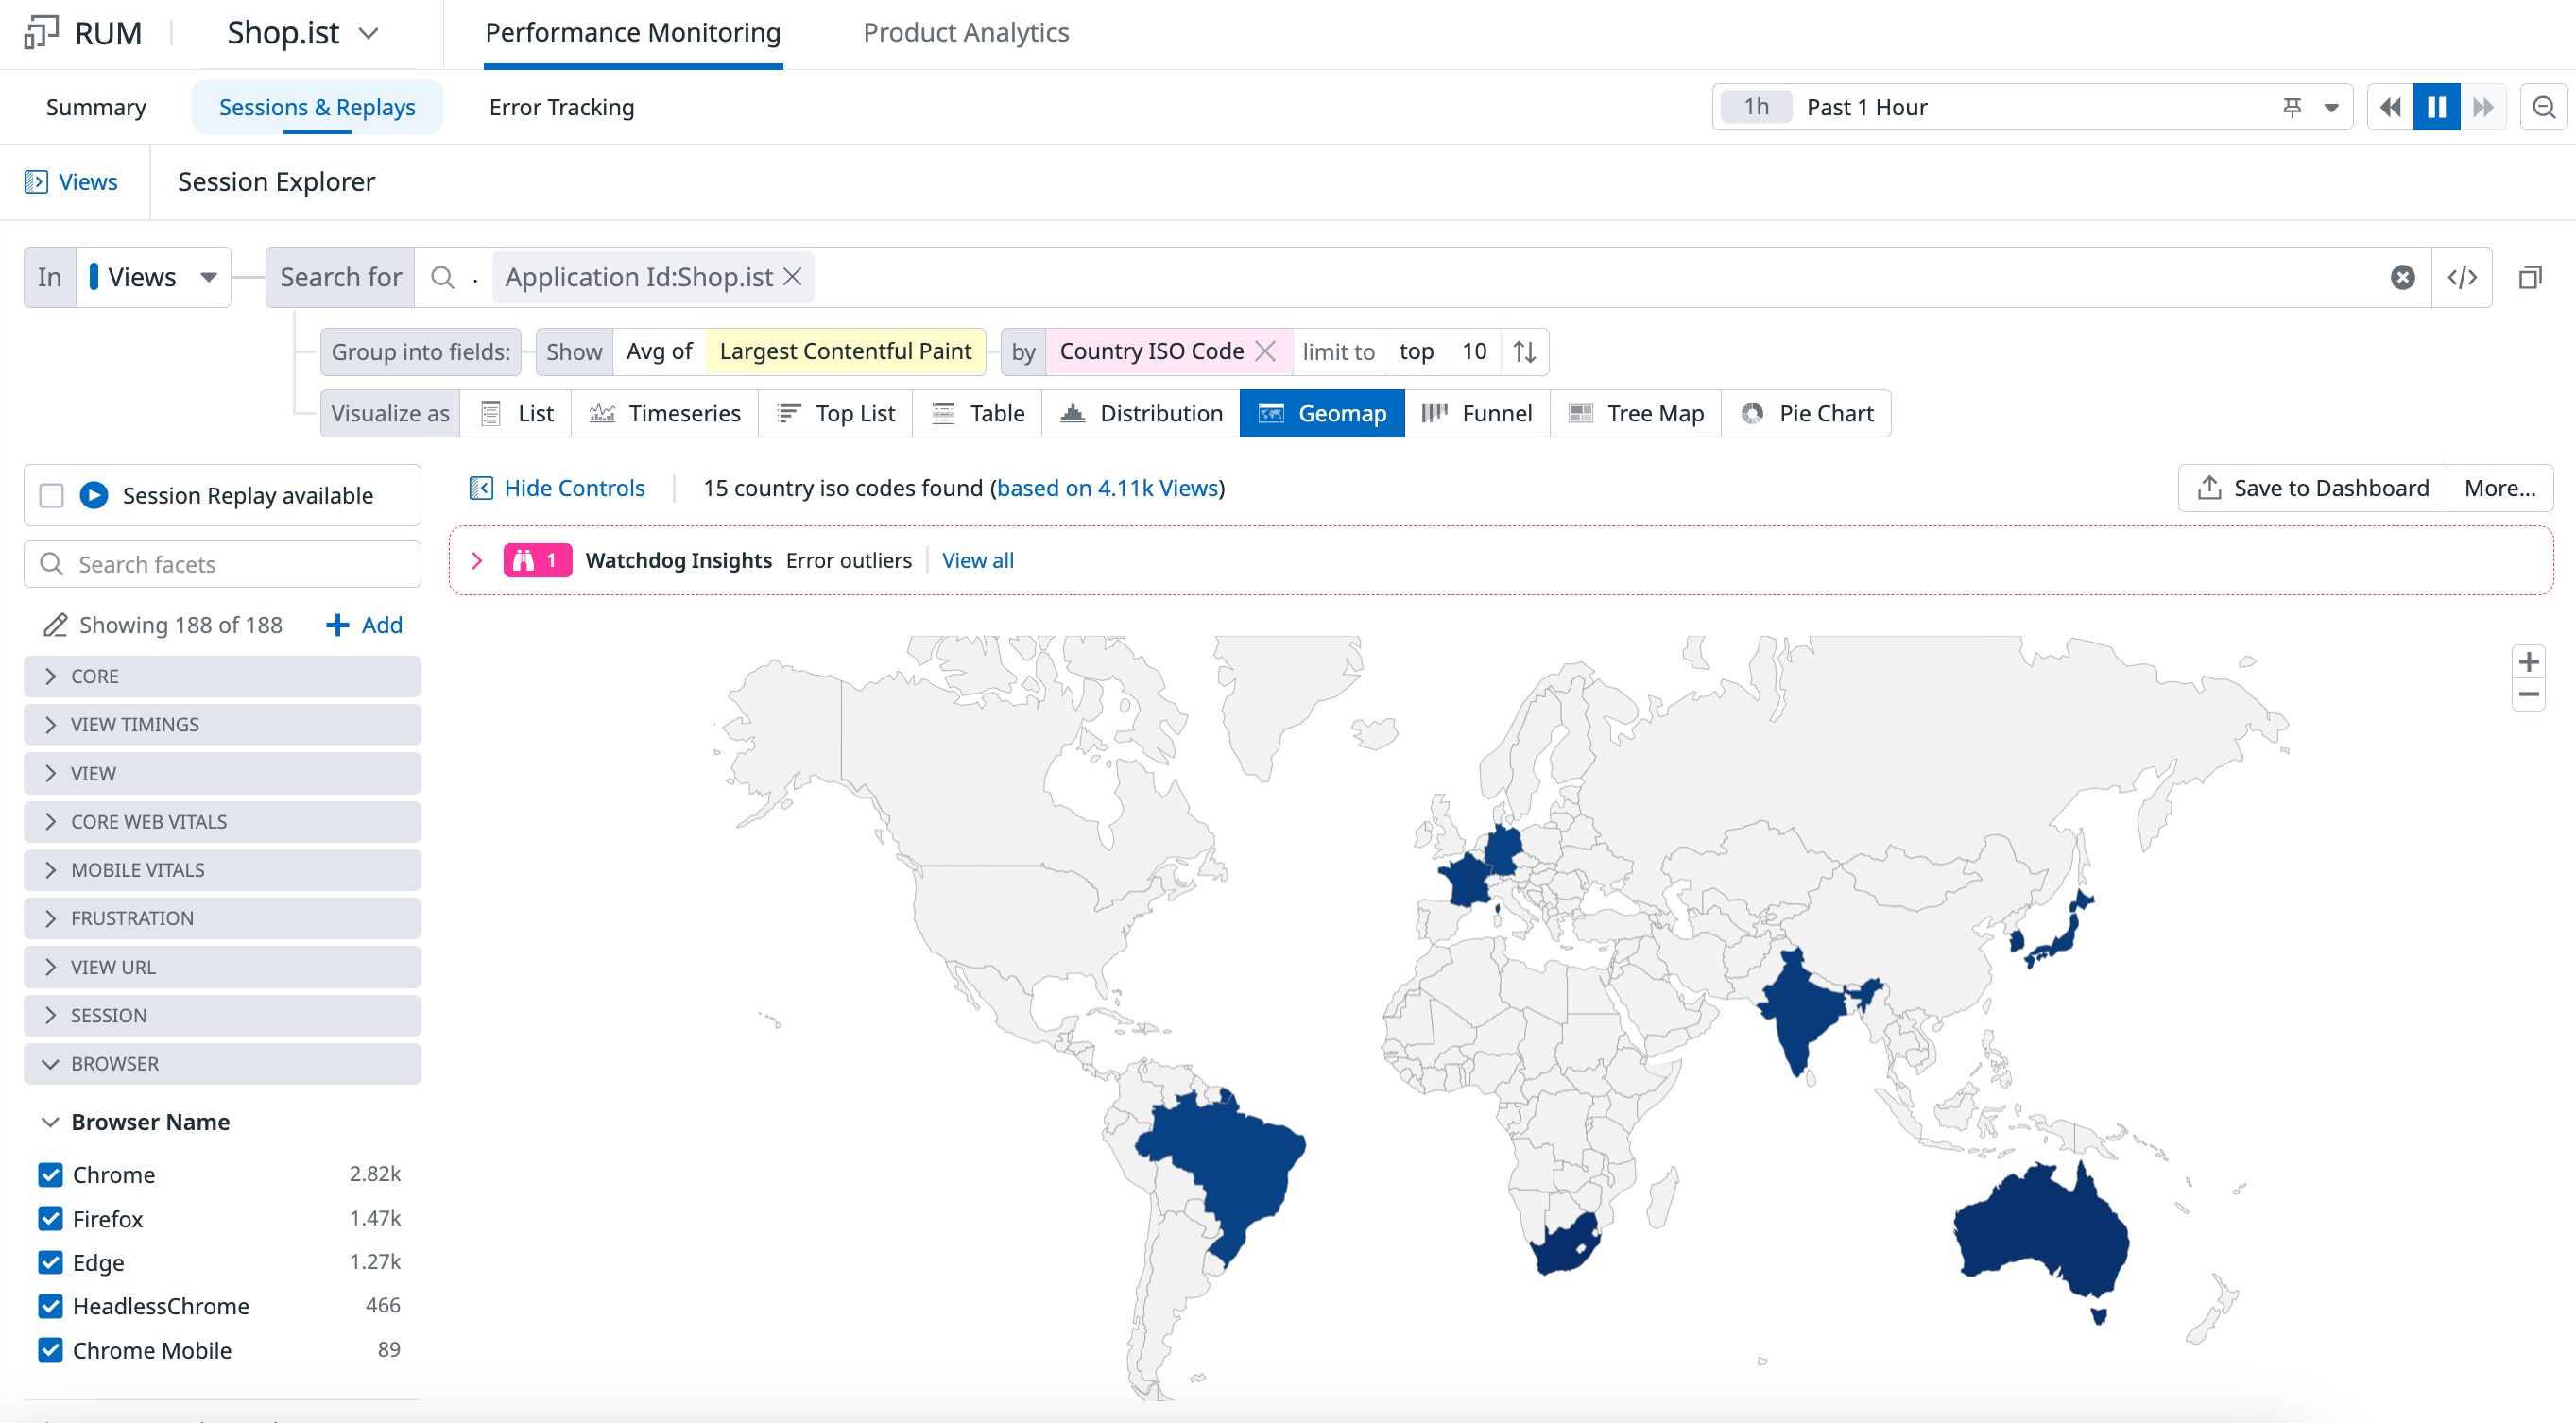 RUM Shop.ist Performance Monitoring Product Analytics
Summary Sessions & Replays Error Tracking 1h Past 1 Hour
Views Session Explorer
In Views Search for . Application Id:Shop.ist
Group into fields: Show Avg of Largest Contentful Paint by Country ISO Code limit to top 10
Visualize as List Timeseries Top List Table Distribution Geomap Funnel Tree Map Pie Chart
Session Replay available
Hide Controls 15 country iso codes found (based on 4.11k Views) Save to Dashboard More...
1 Watchdog Insights Error outliers View all
Search facets
Showing 188 of 188 + Add
CORE
VIEW TIMINGS
VIEW
CORE WEB VITALS
MOBILE VITALS
FRUSTRATION
VIEW URL
SESSION
BROWSER
Browser Name
Chrome 2.82k
Firefox 1.47k
Edge 1.27k
HeadlessChrome 466
Chrome Mobile 89